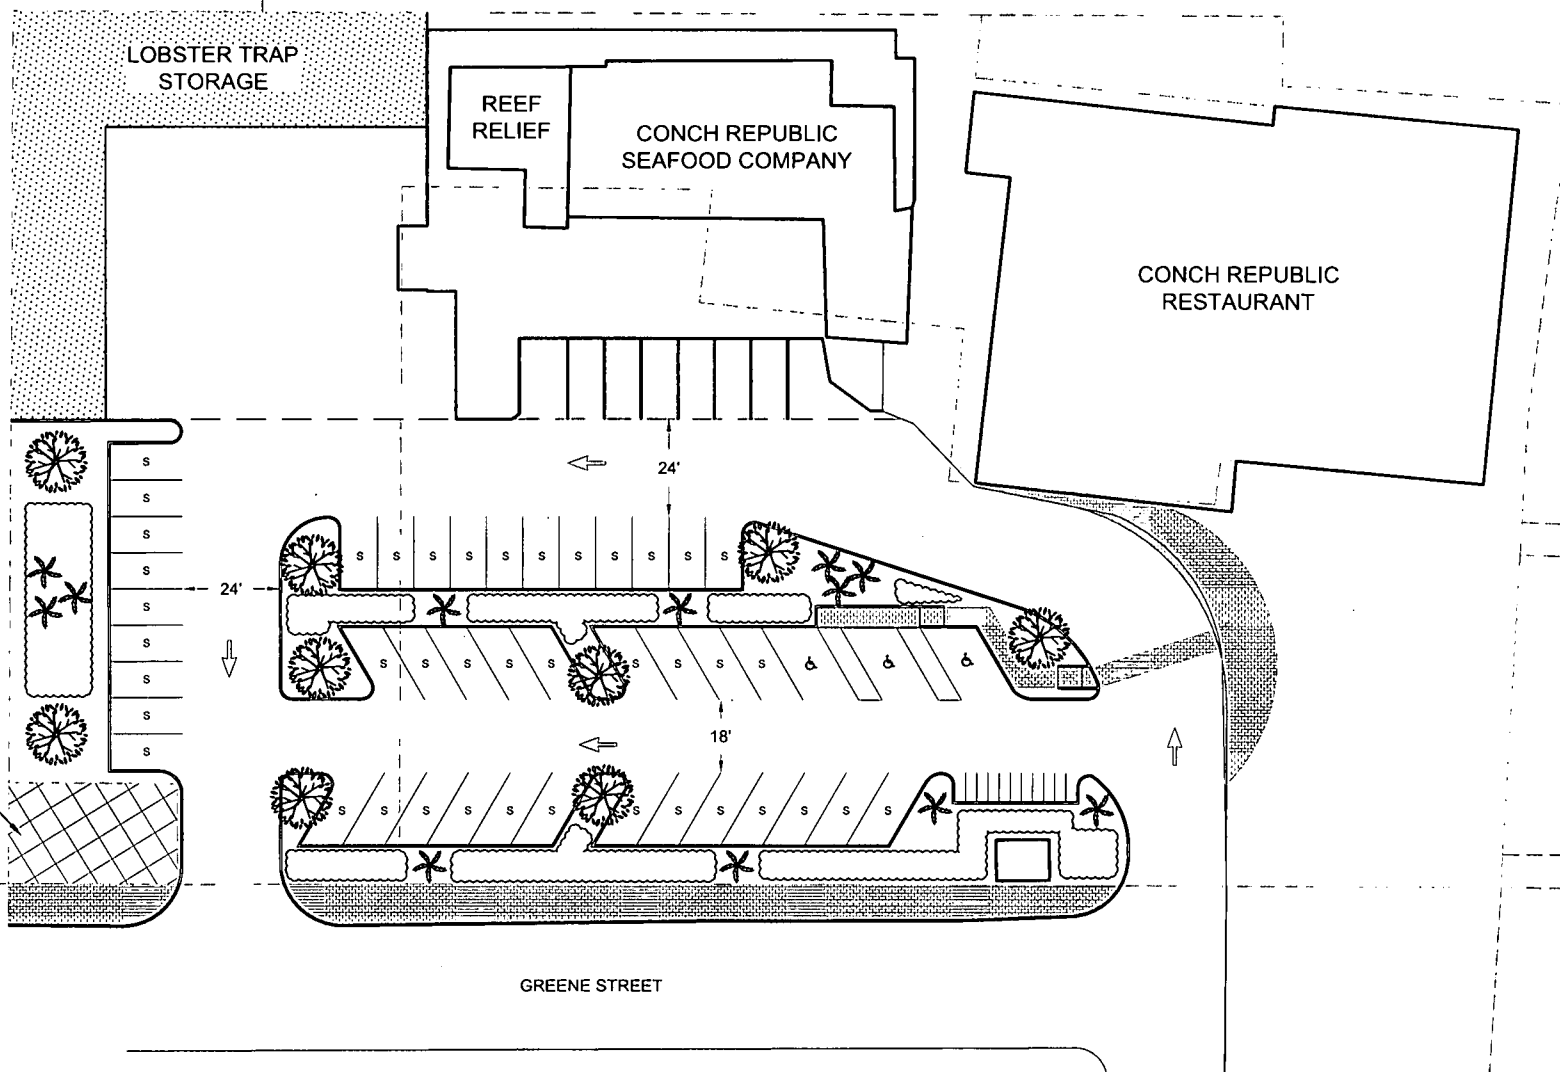 LOBSTER TRAP
STORAGE
REEF
RELIEF
CONCH REPUBLIC
SEAFOOD COMPANY
CONCH REPUBLIC
RESTAURANT
24'
S
S
S
S
S
S
S
S
S
24'
S S S S S S S S S S S
S S S S S S S S S
18'
S S S S S S S S S S S S S
GREENE STREET